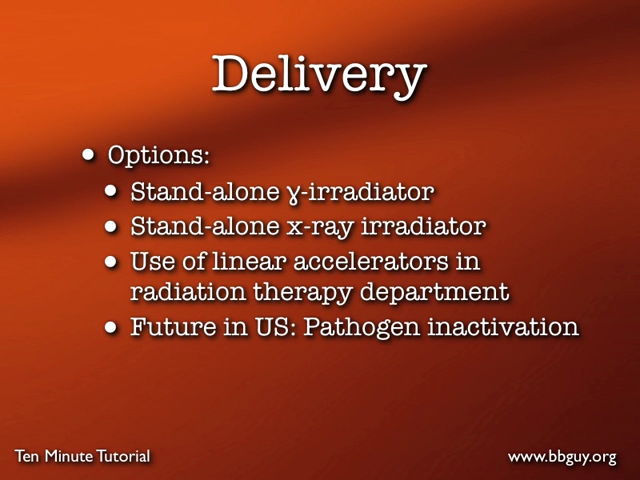 Delivery
• Options:
• Stand-alone γ-irradiator
• Stand-alone x-ray irradiator
• Use of linear accelerators in
radiation therapy department
• Future in US: Pathogen inactivation
Ten Minute Tutorial
www.bbguy.org